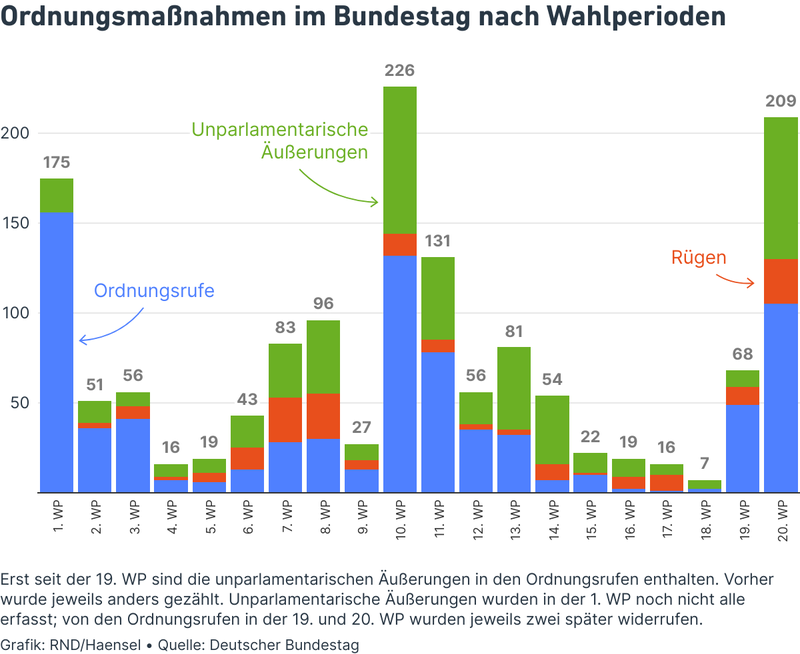 Ordnungsmaßnahmen im Bundestag nach Wahlperioden
226
209
200
Unparlamentarische
Äußerungen
175
150
131
Rügen
Ordnungsrufe
100
96
83
81
68
56
51
56
54
50
43
27
16
19
22
19
16
7
1. WP
2. WP
3. WP
4. WP
5. WP
6. WP
7. WP
8. WP
9. WP
10. WP
11. WP
12. WP
13. WP
14. WP
15. WP
16. WP
17. WP
18. WP
19. WP
20. WP
Erst seit der 19. WP sind die unparlamentarischen Äußerungen in den Ordnungsrufen enthalten. Vorher
wurde jeweils anders gezählt. Unparlamentarische Äußerungen wurden in der 1. WP noch nicht alle
erfasst; von den Ordnungsrufen in der 19. und 20. WP wurden jeweils zwei später widerrufen.
Grafik: RND/Haensel • Quelle: Deutscher Bundestag